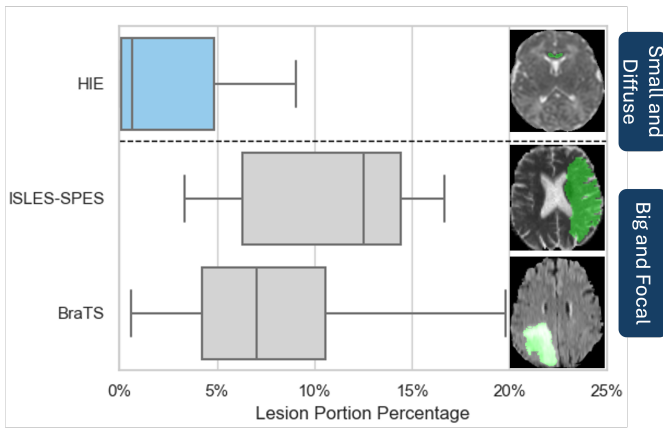 HIE
ISLES-SPES
BraTS
0%
5%
10%
15%
20%
25%
Lesion Portion Percentage
Small and
Diffuse
Big and Focal